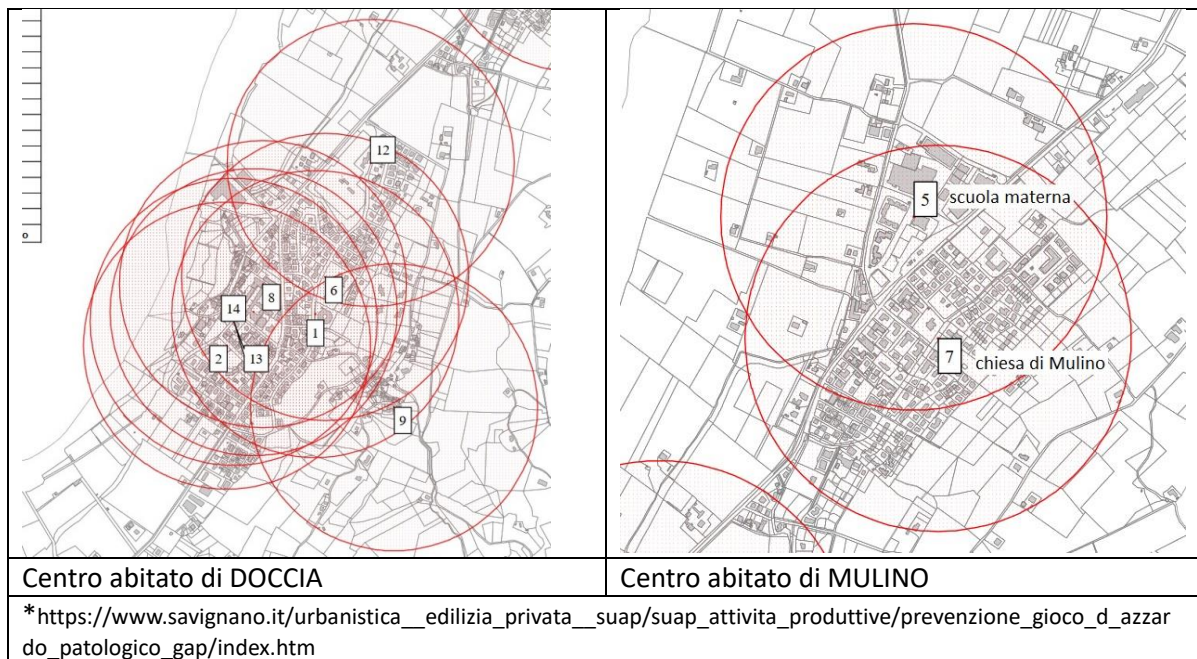 o
12
8
6
14
1
2
13
9
5
scuola materna
7
chiesa di Mulino
Centro abitato di DOCCIA
Centro abitato di MULINO
*https://www.savignano.it/urbanistica__edilizia_privata__suap/suap_attivita_produttive/prevenzione_gioco_d_azzar
do_patologico_gap/index.htm